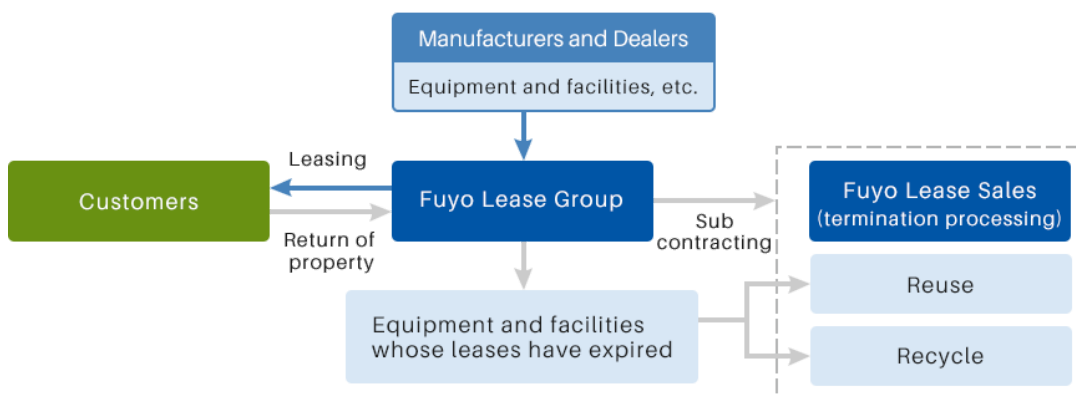 Manufacturers and Dealers
Equipment and facilities, etc.
Leasing
Customers
Fuyo Lease Group
Fuyo Lease Sales
(termination processing)
Return of
property
Sub
contracting
Reuse
Equipment and facilities
whose leases have expired
Recycle